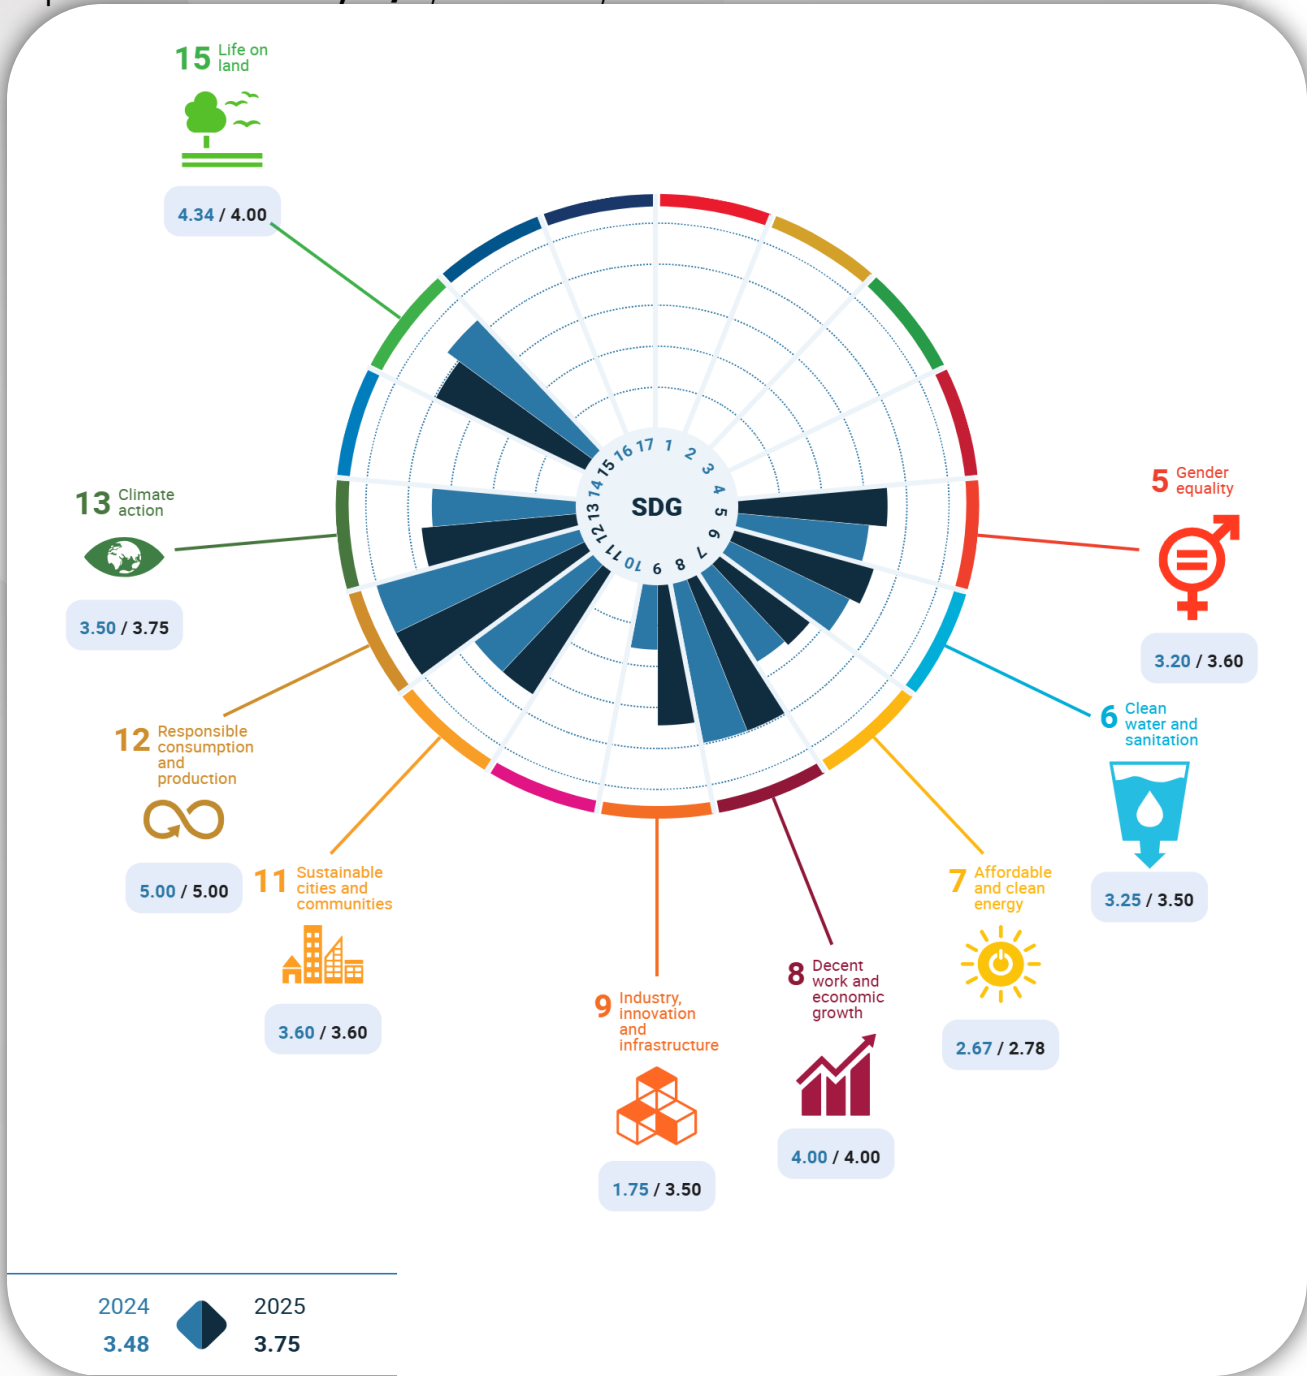 15 Life on
land
4.34 / 4.00
13 Climate
action
3.50 / 3.75
12 Responsible
consumption
and
production
5.00 / 5.00
11 Sustainable
cities and
communities
3.60 / 3.60
9 Industry,
innovation
and
infrastructure
1.75 / 3.50
8 Decent
work and
economic
growth
4.00 / 4.00
7 Affordable
and clean
energy
2.67 / 2.78
6 Clean
water and
sanitation
3.25 / 3.50
5 Gender
equality
3.20 / 3.60
SDG
1
2
3
4
5
6
7
8
9
10
11
12
13
14
15
16
17
2024 2025
3.48 3.75